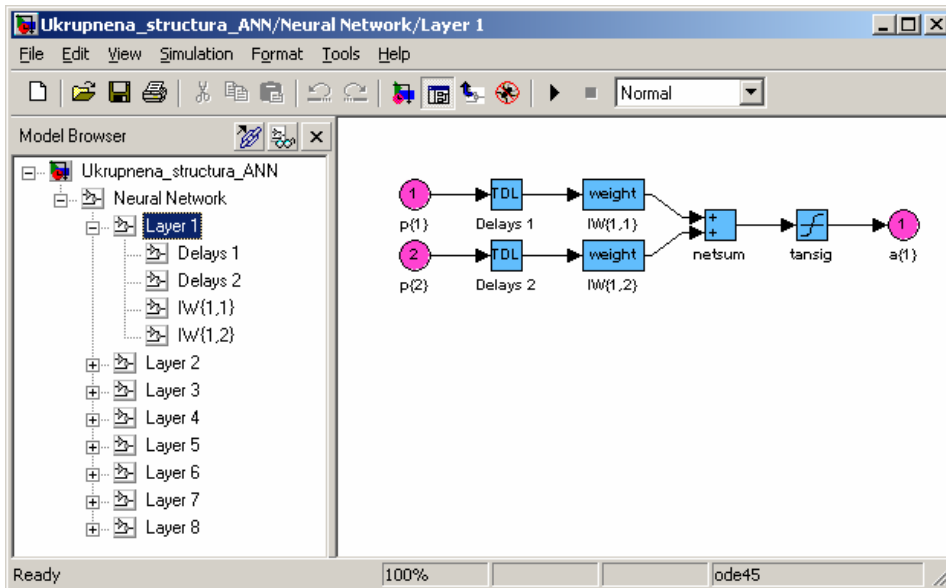 Ukrupnena_structura_ANN/Neural Network/Layer 1
File Edit View Simulation Format Tools Help
Normal
Model Browser
Ukrupnena_structura_ANN
Neural Network
Layer 1
Delays 1
Delays 2
IW{1,1}
IW{1,2}
Layer 2
Layer 3
Layer 4
Layer 5
Layer 6
Layer 7
Layer 8
1 TDL weight
p{1} Delays 1 IW{1,1}
+ + 1
netsum tansig a{1}
2 TDL weight
p{2} Delays 2 IW{1,2}
Ready 100% ode45